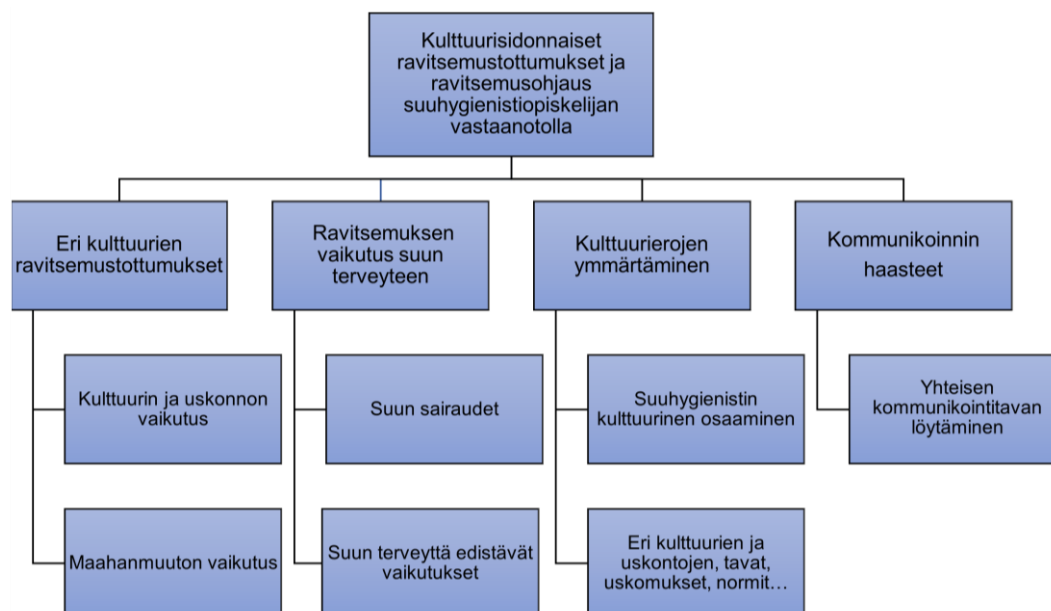 Kulttuurisidonnaiset
ravitsemustottumukset ja
ravitsemusohjaus
suuhygienistiopiskelijan
vastaanotolla
Eri kulttuurien
ravitsemustottumukset
Ravitsemuksen
vaikutus suun
terveyteen
Kulttuurierojen
ymmärtäminen
Kommunikoinnin
haasteet
Kulttuurin ja uskonnon
vaikutus
Suun sairaudet
Suuhygienistin
kulttuurinen osaaminen
Yhteisen
kommunikointitavan
löytäminen
Maahanmuuton vaikutus
Suun terveyttä edistävät
vaikutukset
Eri kulttuurien ja
uskontojen, tavat,
uskomukset, normit…